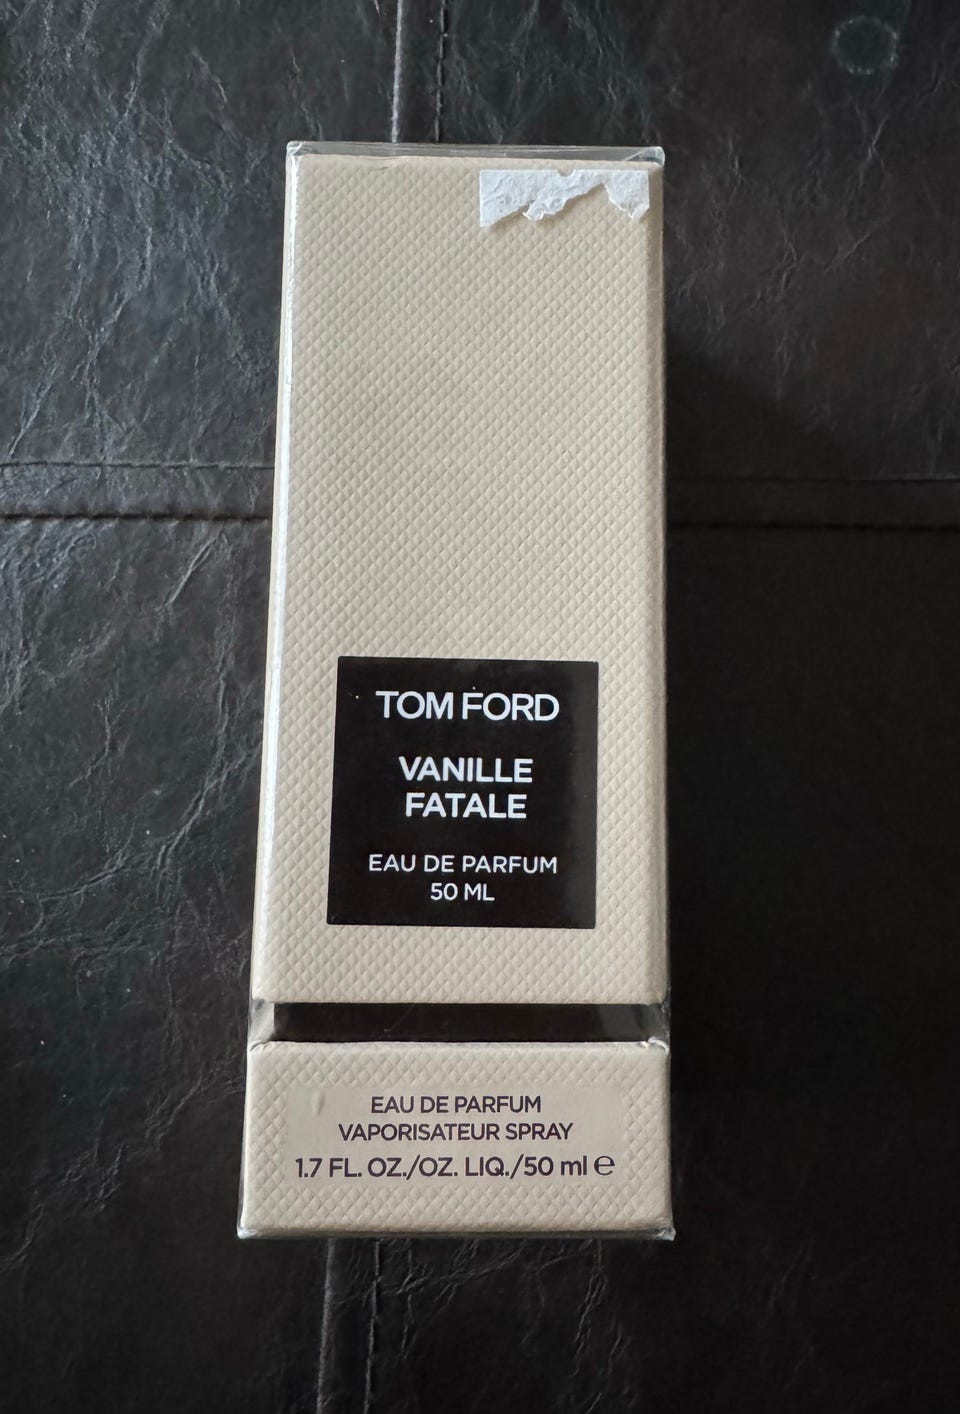 TOM FORD
VANILLE
FATALE
EAU DE PARFUM
50 ML
EAU DE PARFUM
VAPORISATEUR SPRAY
1.7 FL. OZ./OZ. LIQ./50 ml ℮